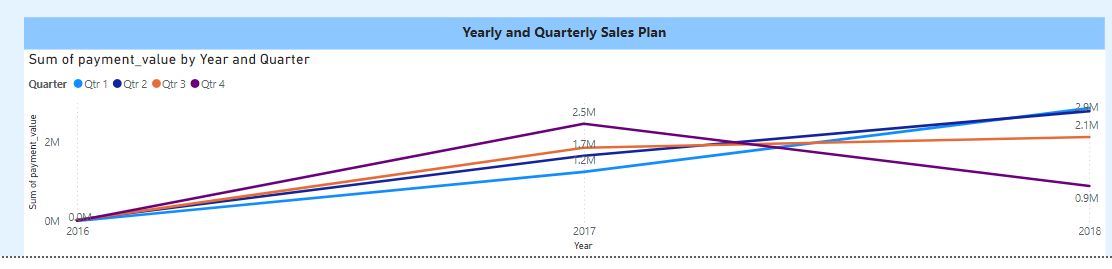 Yearly and Quarterly Sales Plan
Sum of payment_value by Year and Quarter
Quarter Qtr 1 Qtr 2 Qtr 3 Qtr 4
Sum of payment_value
2M
0M
0.0M
2.5M
1.7M
1.2M
2.9M
2.1M
0.9M
2016 2017 2018
Year